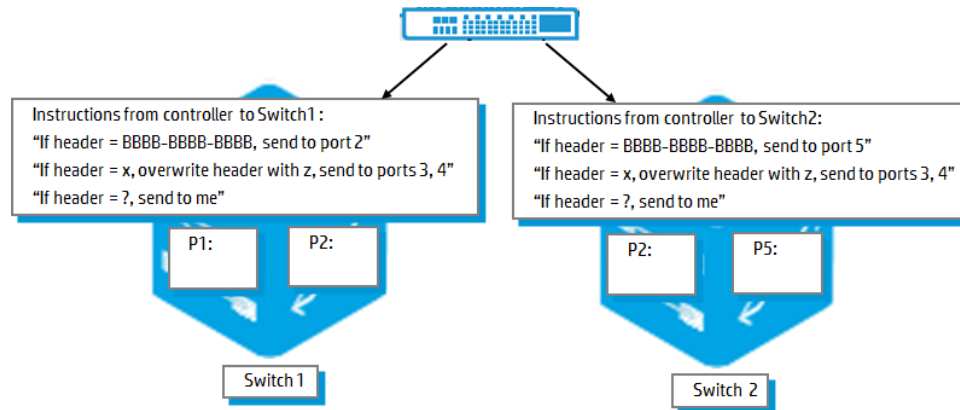 Instructions from controller to Switch1 :
“If header = BBBB-BBBB-BBBB, send to port 2”
“If header = x, overwrite header with z, send to ports 3, 4”
“If header = ?, send to me”
P1:
P2:
Switch 1
Instructions from controller to Switch2:
“If header = BBBB-BBBB-BBBB, send to port 5”
“If header = x, overwrite header with z, send to ports 3, 4”
“If header = ?, send to me”
P2:
P5:
Switch 2